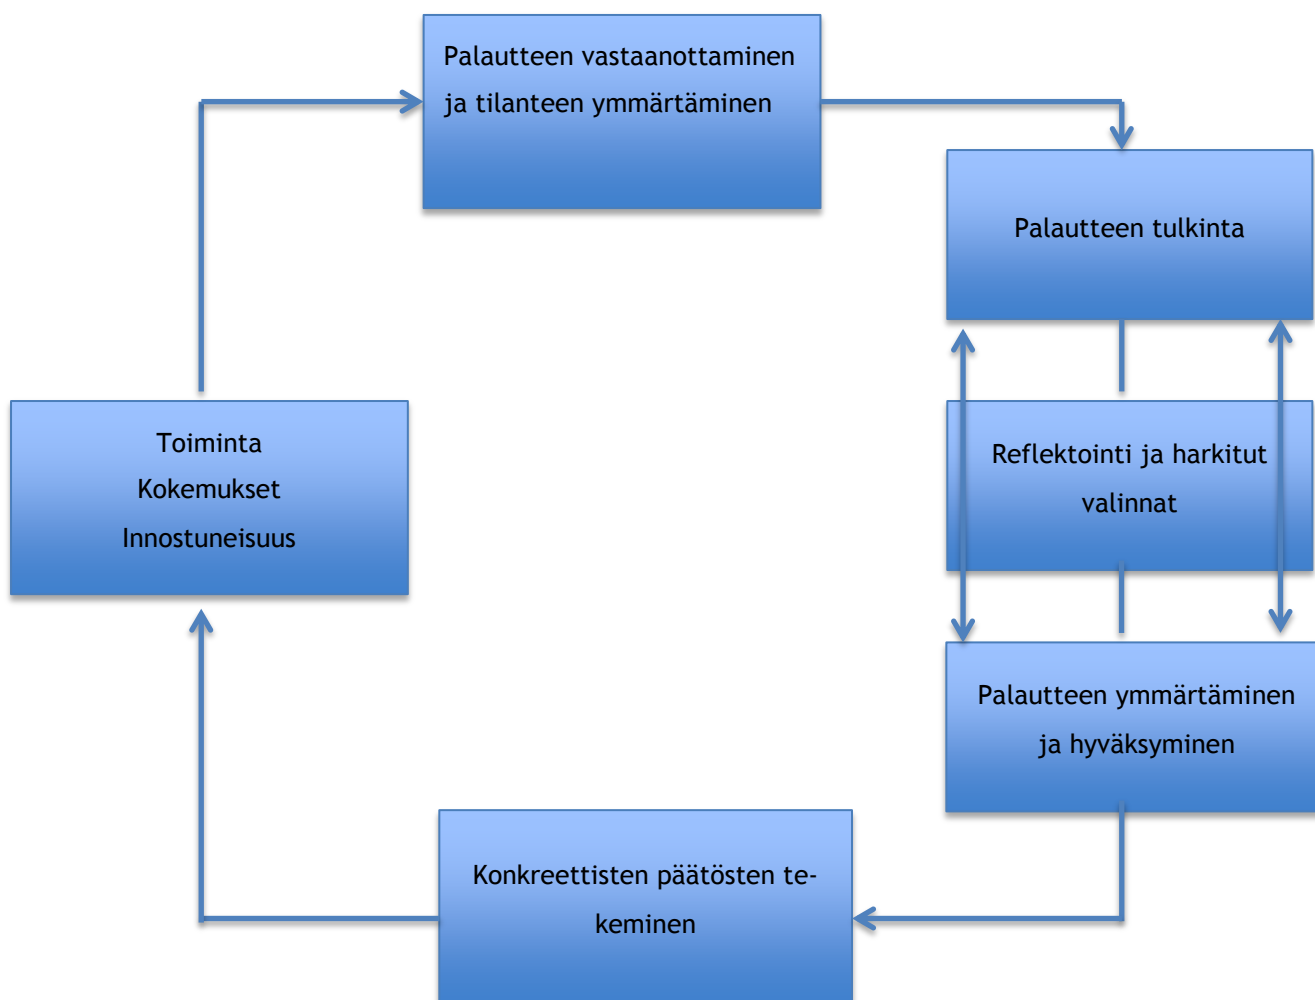 Palautteen vastaanottaminen
ja tilanteen ymmärtäminen
Palautteen tulkinta
Reflektointi ja harkitut
valinnat
Palautteen ymmärtäminen
ja hyväksyminen
Konkreettisten päätösten te-
keminen
Toiminta
Kokemukset
Innostuneisuus